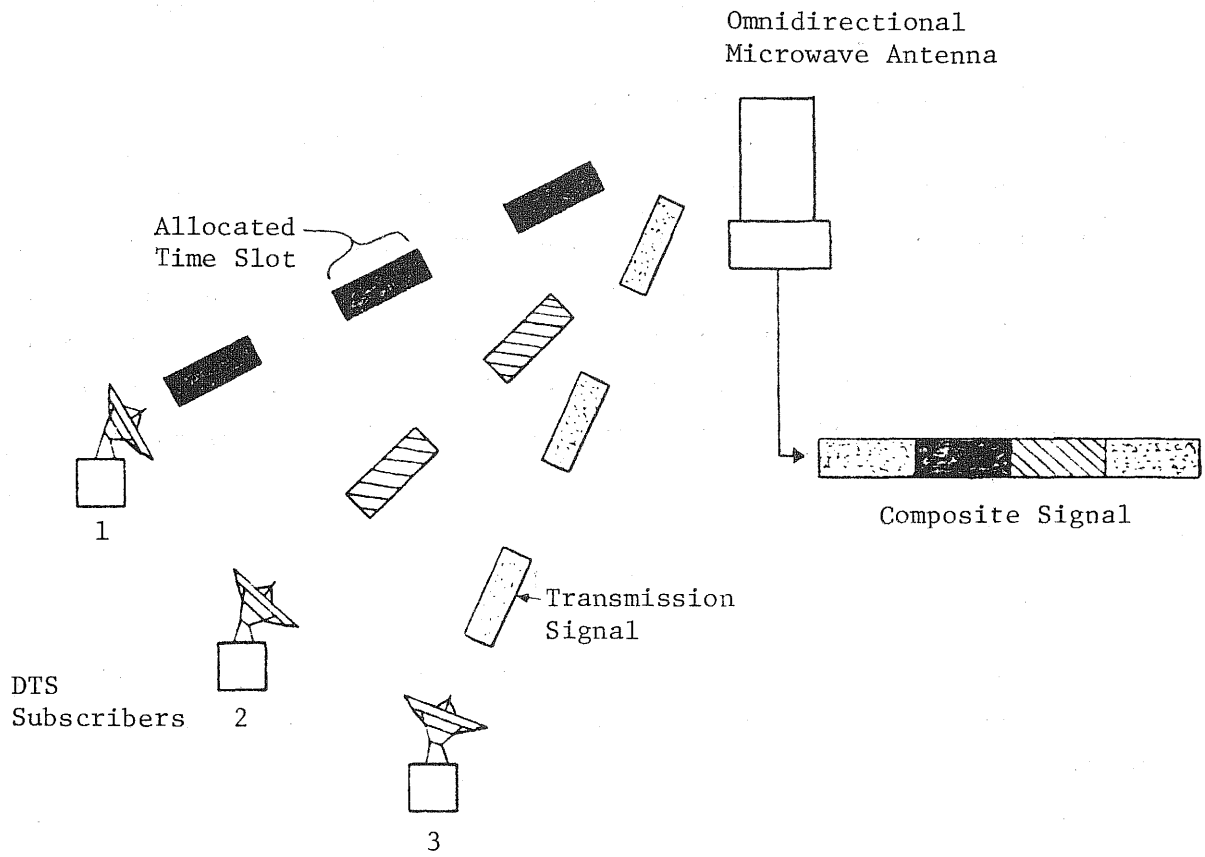 Omnidirectional
Microwave Antenna
Allocated
Time Slot
1
Composite Signal
Transmission
Signal
DTS
Subscribers
2
3